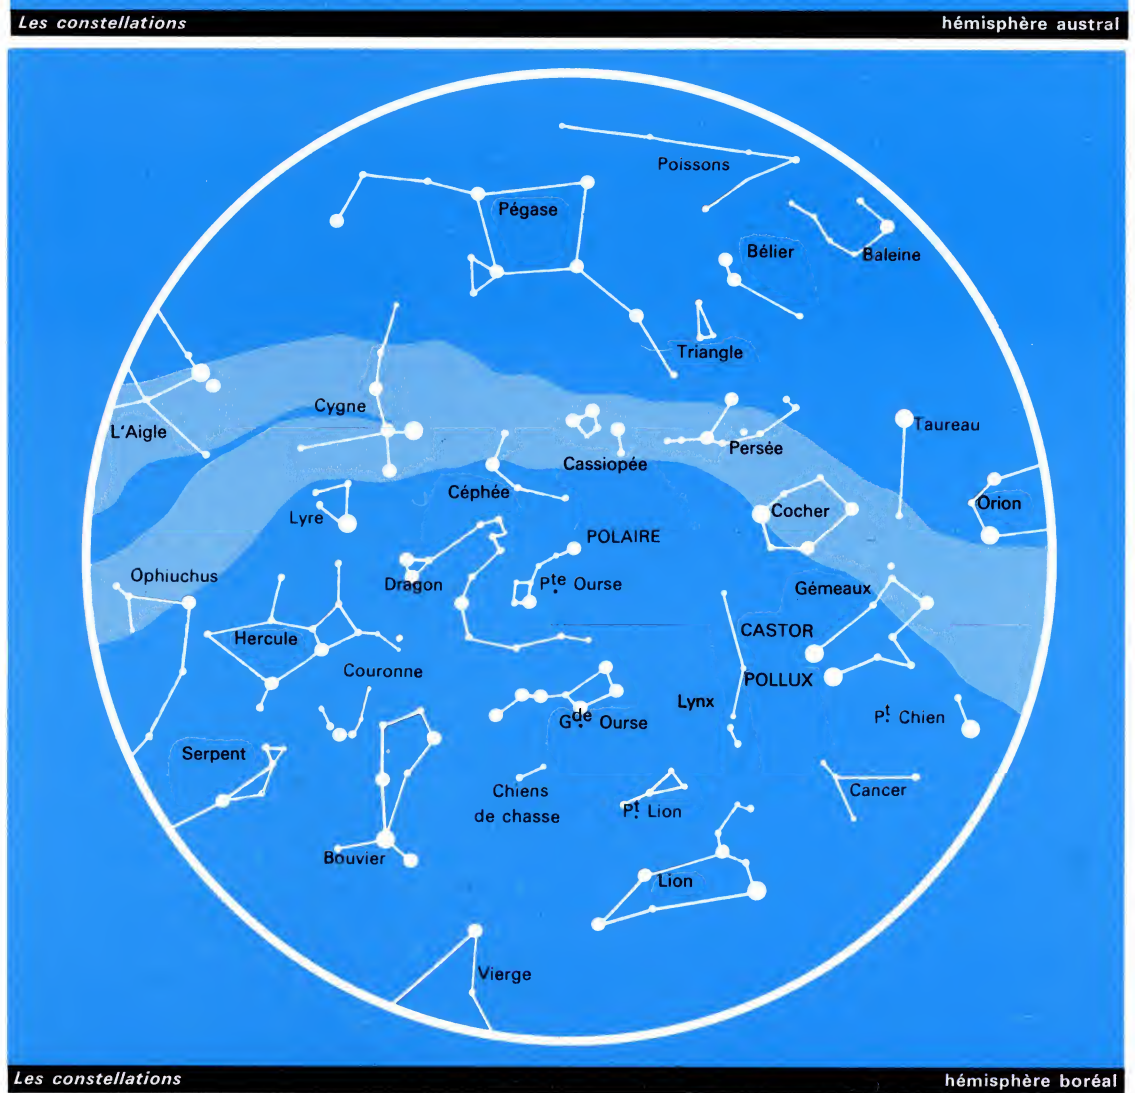 Les constellations hémisphère austral
Poissons
Pégase
Bélier
Baleine
Triangle
Cygne
L'Aigle
Taureau
Persée
Cassiopée
Céphée
Orion
Cocher
Lyre
POLAIRE
Ophiuchus
Dragon
Pte Ourse
Gémeaux
Hercule
CASTOR
Couronne
POLLUX
Lynx
Gde Ourse
Pt Chien
Serpent
Chiens
de chasse
Cancer
Pt Lion
Bouvier
Lion
Vierge
Les constellations hémisphère boréal